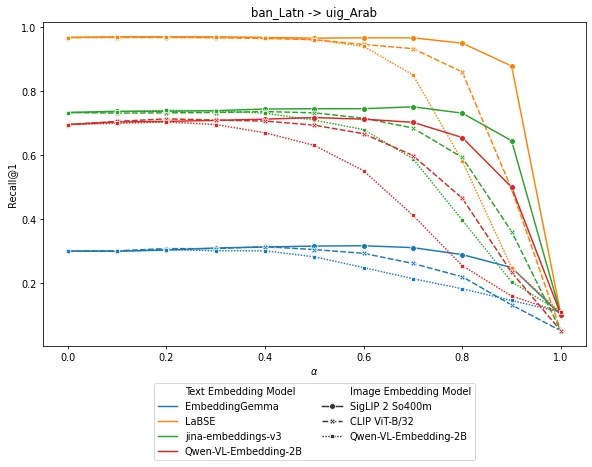 ban_Latn -> uig_Arab
Recall@1
1.0
0.8
0.6
0.4
0.2
0.0 0.2 0.4 0.6 0.8 1.0
α
Text Embedding Model Image Embedding Model
EmbeddingGemma SigLIP 2 So400m
LaBSE CLIP ViT-B/32
jina-embeddings-v3 Qwen-VL-Embedding-2B
Qwen-VL-Embedding-2B